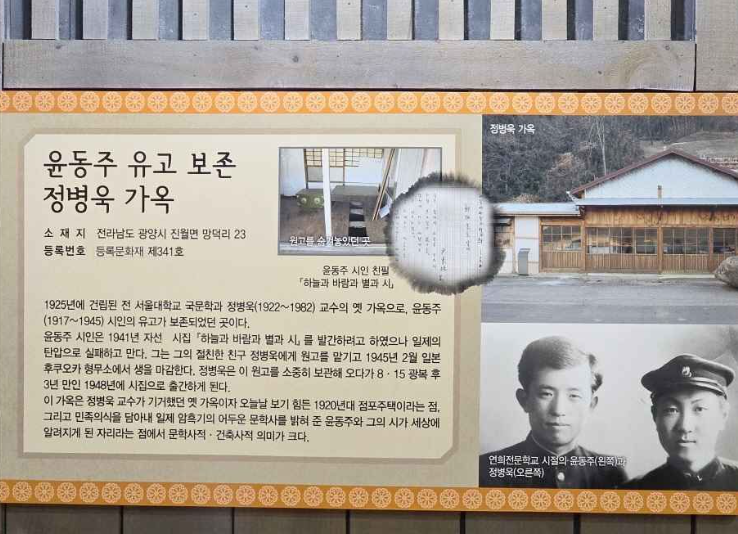 윤동주 유고 보존
정병욱 가옥
소 재 지 전라남도 광양시 진월면 망덕리 23
등록번호 등록문화재 제341호
원고를 숨겨놓았던 곳
윤동주 시인 친필
「하늘과 바람과 별과 시」
1925년에 건립된 전 서울대학교 국문학과 정병욱(1922~1982) 교수의 옛 가옥으로, 윤동주
(1917~1945) 시인의 유고가 보존되었던 곳이다.
윤동주 시인은 1941년 자선 시집 「하늘과 바람과 별과 시」를 발간하려고 하였으나 일제의
탄압으로 실패하고 만다. 그는 그의 절친한 친구 정병욱에게 원고를 맡기고 1945년 2월 일본
후쿠오카 형무소에서 생을 마감한다. 정병욱은 이 원고를 소중히 보관해 오다가 8 · 15 광복 후
3년 만인 1948년에 시집으로 출간하게 된다.
이 가옥은 정병욱 교수가 기거했던 옛 가옥이자 오늘날 보기 힘든 1920년대 점포주택이라는 점,
그리고 민족의식을 담아내 일제 암흑기의 어두운 문학사를 밝혀 준 윤동주와 그의 시가 세상에
알려지게 된 자리라는 점에서 문학사적 · 건축사적 의미가 크다.
정병욱 가옥
연희전문학교 시절의 윤동주(왼쪽)과
정병욱(오른쪽)